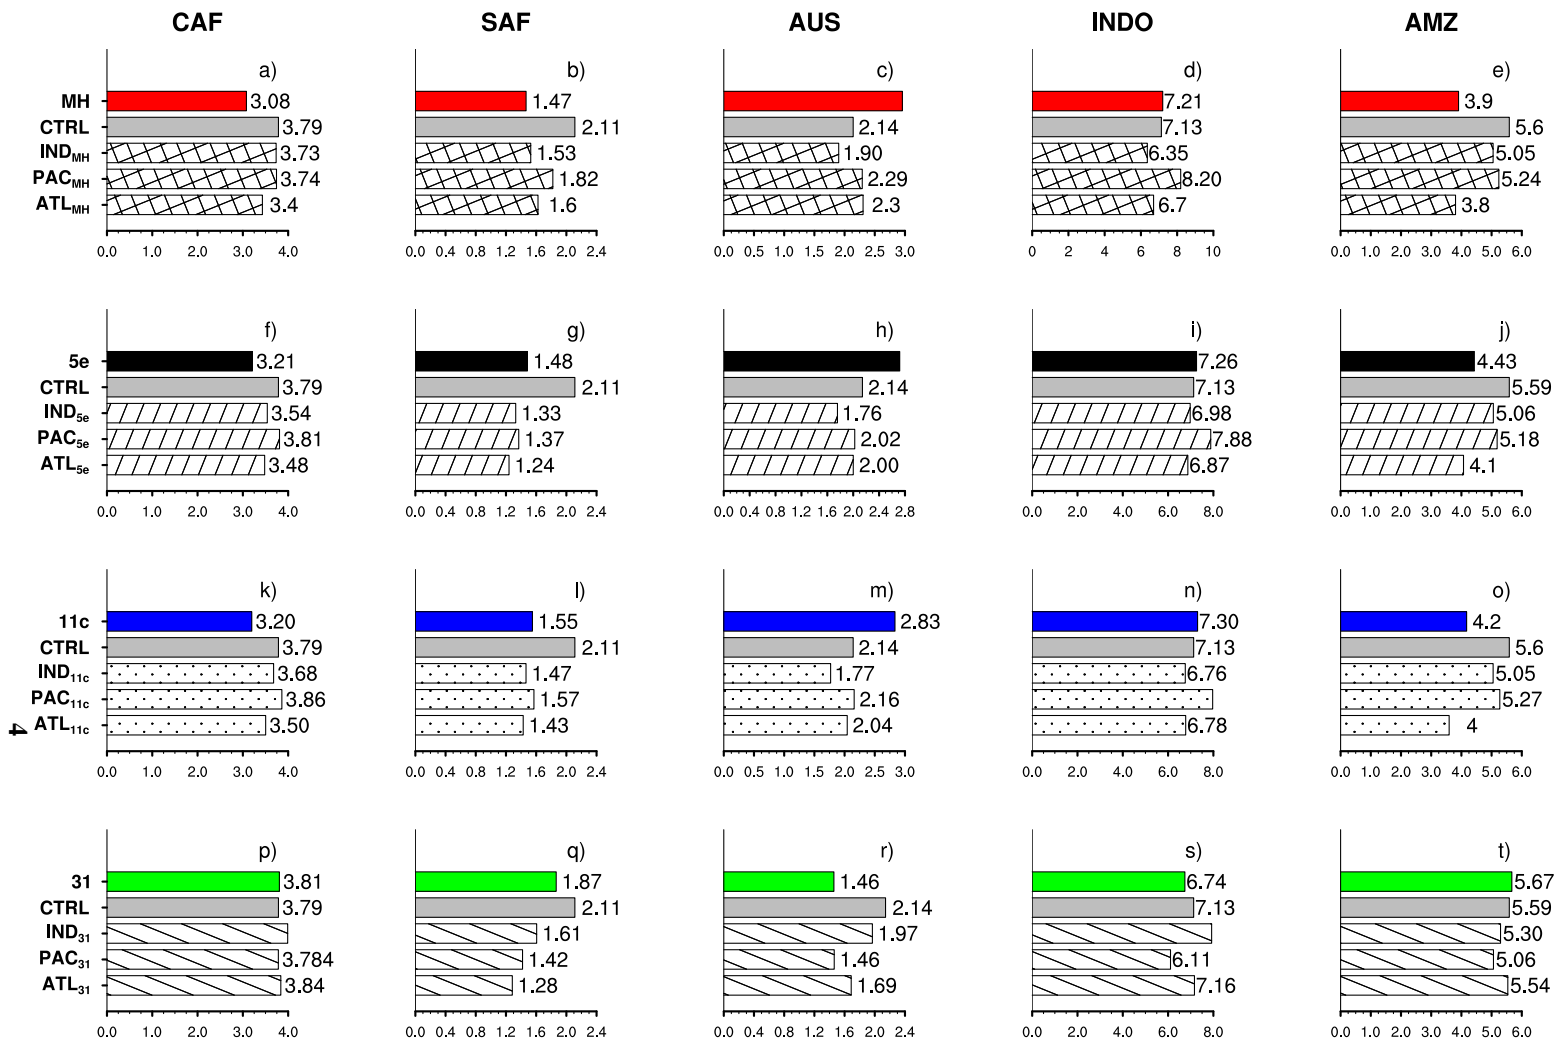 CAF SAF AUS INDO AMZ
a) b) c) d) e)
MH 3.08 1.47 7.21 3.9
CTRL 3.79 2.11 2.14 7.13 5.6
IND_MH 3.73 1.53 1.90 6.35 5.05
PAC_MH 3.74 1.82 2.29 8.20 5.24
ATL_MH 3.4 1.6 2.3 6.7 3.8
0.0 1.0 2.0 3.0 4.0 0.0 0.4 0.8 1.2 1.6 2.0 2.4 0.0 0.6 1.2 1.8 2.4 3.0 0 2 4 6 8 10 0.0 1.0 2.0 3.0 4.0 5.0 6.0
f) g) h) i) j)
5e 3.21 1.48 7.26 4.43
CTRL 3.79 2.11 2.14 7.13 5.59
IND_5e 3.54 1.33 1.76 6.98 5.06
PAC_5e 3.81 1.37 2.02 7.88 5.18
ATL_5e 3.48 1.24 2.00 6.87 4.1
0.0 1.0 2.0 3.0 4.0 0.0 0.4 0.8 1.2 1.6 2.0 2.4 0.0 0.4 0.8 1.2 1.6 2.0 2.4 2.8 0.0 2.0 4.0 6.0 8.0 0.0 1.0 2.0 3.0 4.0 5.0 6.0
k) l) m) n) o)
11c 3.20 1.55 2.83 7.30 4.2
CTRL 3.79 2.11 2.14 7.13 5.6
IND_11c 3.68 1.47 1.77 6.76 5.05
PAC_11c 3.86 1.57 2.16 5.27
4 ATL_11c 3.50 1.43 2.04 6.78 4
0.0 1.0 2.0 3.0 4.0 0.0 0.4 0.8 1.2 1.6 2.0 2.4 0.0 0.6 1.2 1.8 2.4 3.0 0.0 2.0 4.0 6.0 8.0 0.0 1.0 2.0 3.0 4.0 5.0 6.0
p) q) r) s) t)
31 3.81 1.87 1.46 6.74 5.67
CTRL 3.79 2.11 2.14 7.13 5.59
IND_31 1.61 1.97 5.30
PAC_31 3.784 1.42 1.46 6.11 5.06
ATL_31 3.84 1.28 1.69 7.16 5.54
0.0 1.0 2.0 3.0 4.0 0.0 0.4 0.8 1.2 1.6 2.0 2.4 0.0 0.4 0.8 1.2 1.6 2.0 2.4 0.0 2.0 4.0 6.0 8.0 0.0 1.0 2.0 3.0 4.0 5.0 6.0